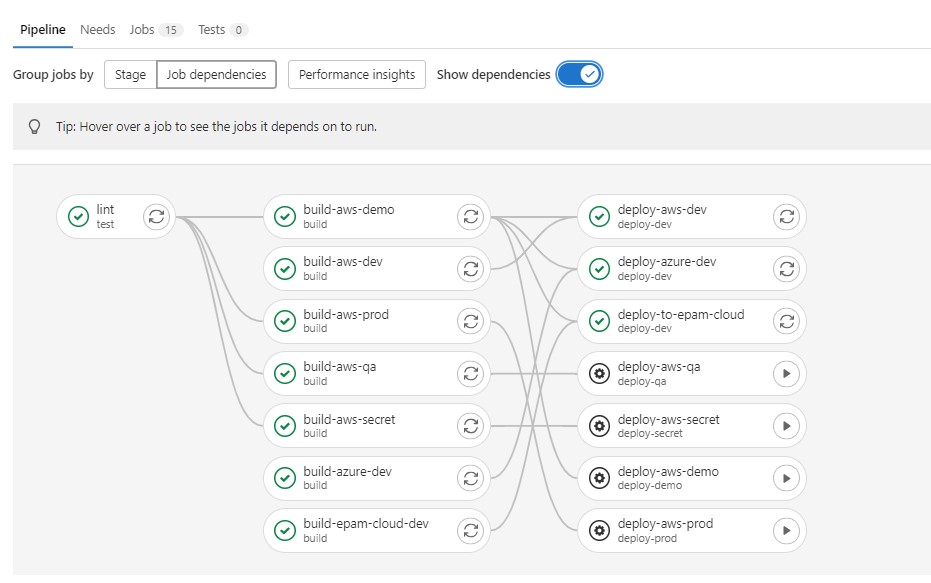 Pipeline Needs Jobs 15 Tests 0
Group jobs by Stage Job dependencies Performance insights Show dependencies
Tip: Hover over a job to see the jobs it depends on to run.
lint
test
build-aws-demo
build
build-aws-dev
build
build-aws-prod
build
build-aws-qa
build
build-aws-secret
build
build-azure-dev
build
build-epam-cloud-dev
build
deploy-aws-dev
deploy-dev
deploy-azure-dev
deploy-dev
deploy-to-epam-cloud
deploy-dev
deploy-aws-qa
deploy-qa
deploy-aws-secret
deploy-secret
deploy-aws-demo
deploy-demo
deploy-aws-prod
deploy-prod